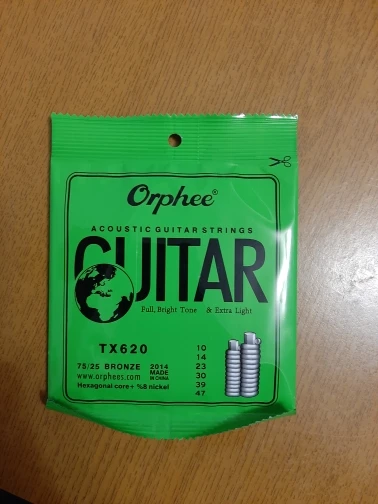 Orphee®
ACOUSTIC GUITAR STRINGS
GUITAR
Full, Bright Tone & Extra Light
TX620
75/25 BRONZE 2014
www.orphees.com MADE IN CHINA
Hexagonal core+ %8 nickel
10
14
23
30
39
47